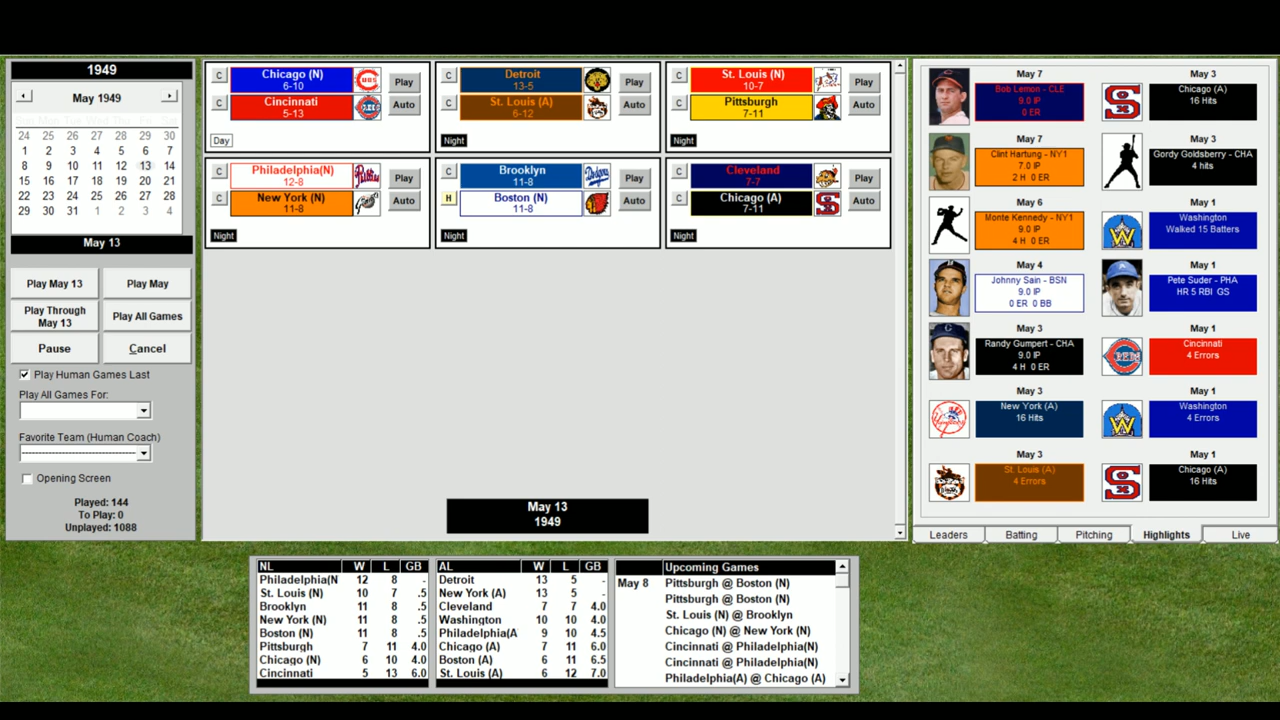 1949
May 1949
Sun Mon Tue Wed Thu Fri Sat
24 25 26 27 28 29 30
1 2 3 4 5 6 7
8 9 10 11 12 13 14
15 16 17 18 19 20 21
22 23 24 25 26 27 28
29 30 31 1 2 3 4
May 13
Play May 13
Play May
Play Through May 13
Play All Games
Pause
Cancel
Play Human Games Last
Play All Games For:
Favorite Team (Human Coach)
Opening Screen
Played: 144
To Play: 0
Unplayed: 1088
C Chicago (N) Play
6-10
C Cincinnati Auto
5-13
Day
C Detroit Play
13-5
C St. Louis (A) Auto
6-12
Night
C St. Louis (N) Play
10-7
C Pittsburgh Auto
7-11
Night
C Philadelphia(N) Play
12-8
C New York (N) Auto
11-8
Night
C Brooklyn Play
11-8
H Boston (N) Auto
11-8
Night
C Cleveland Play
7-7
C Chicago (A) Auto
7-11
Night
May 13
1949
May 7
Bob Lemon - CLE
9.0 IP
0 ER
May 3
Chicago (A)
16 Hits
May 7
Clint Hartung - NY1
7.0 IP
2 H 0 ER
May 3
Gordy Goldsberry - CHA
4 hits
May 6
Monte Kennedy - NY1
9.0 IP
4 H 0 ER
May 1
Washington
Walked 15 Batters
May 4
Johnny Sain - BSN
9.0 IP
0 ER 0 BB
May 1
Pete Suder - PHA
HR 5 RBI GS
May 3
Randy Gumpert - CHA
9.0 IP
4 H 0 ER
May 1
Cincinnati
4 Errors
May 3
New York (A)
16 Hits
May 1
Washington
4 Errors
May 3
St. Louis (A)
4 Errors
May 1
Chicago (A)
16 Hits
Leaders Batting Pitching Highlights Live
NL W L GB
Philadelphia(N 12 8 -
St. Louis (N) 10 7 .5
Brooklyn 11 8 .5
New York (N) 11 8 .5
Boston (N) 11 8 .5
Pittsburgh 7 11 4.0
Chicago (N) 6 10 4.0
Cincinnati 5 13 6.0
AL W L GB
Detroit 13 5 -
New York (A) 13 5 -
Cleveland 7 7 4.0
Washington 10 10 4.0
Philadelphia(A 9 10 4.5
Chicago (A) 7 11 6.0
Boston (A) 6 11 6.5
St. Louis (A) 6 12 7.0
Upcoming Games
May 8 Pittsburgh @ Boston (N)
Pittsburgh @ Boston (N)
St. Louis (N) @ Brooklyn
Chicago (N) @ New York (N)
Cincinnati @ Philadelphia(N)
Cincinnati @ Philadelphia(N)
Philadelphia(A) @ Chicago (A)